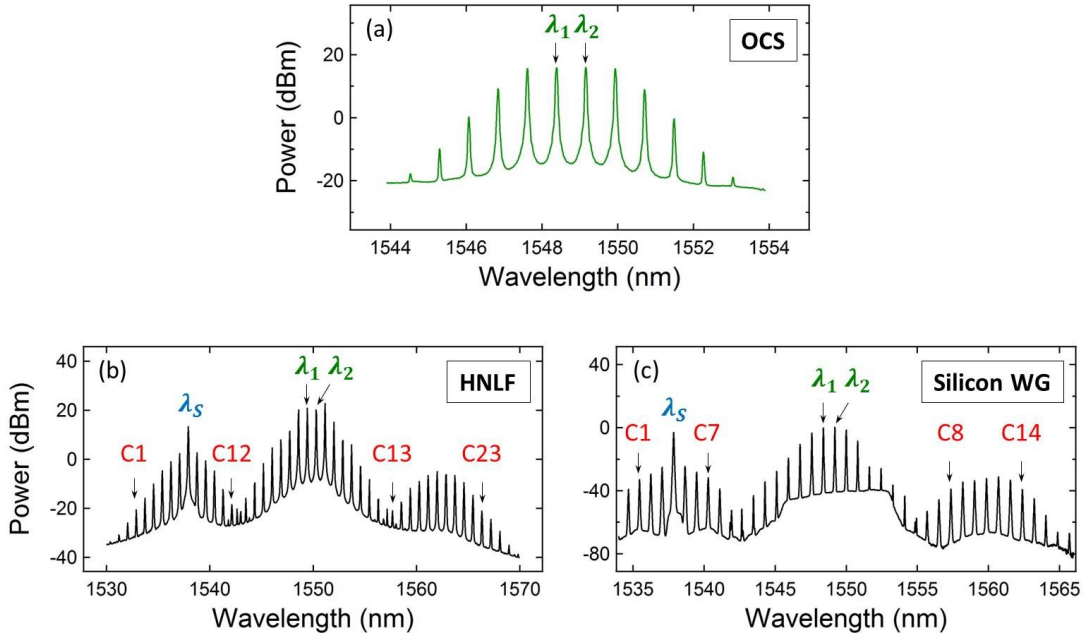 (a)
λ1 λ2
OCS
20
0
-20
Power (dBm)
1544 1546 1548 1550 1552 1554
Wavelength (nm)
(b)
λ1 λ2
HNLF
λS
C1
C12
C13
C23
40
20
0
-20
-40
Power (dBm)
1530 1540 1550 1560 1570
Wavelength (nm)
(c)
λ1 λ2
Silicon WG
λS
C1
C7
C8
C14
40
0
-40
-80
1535 1540 1545 1550 1555 1560 1565
Wavelength (nm)